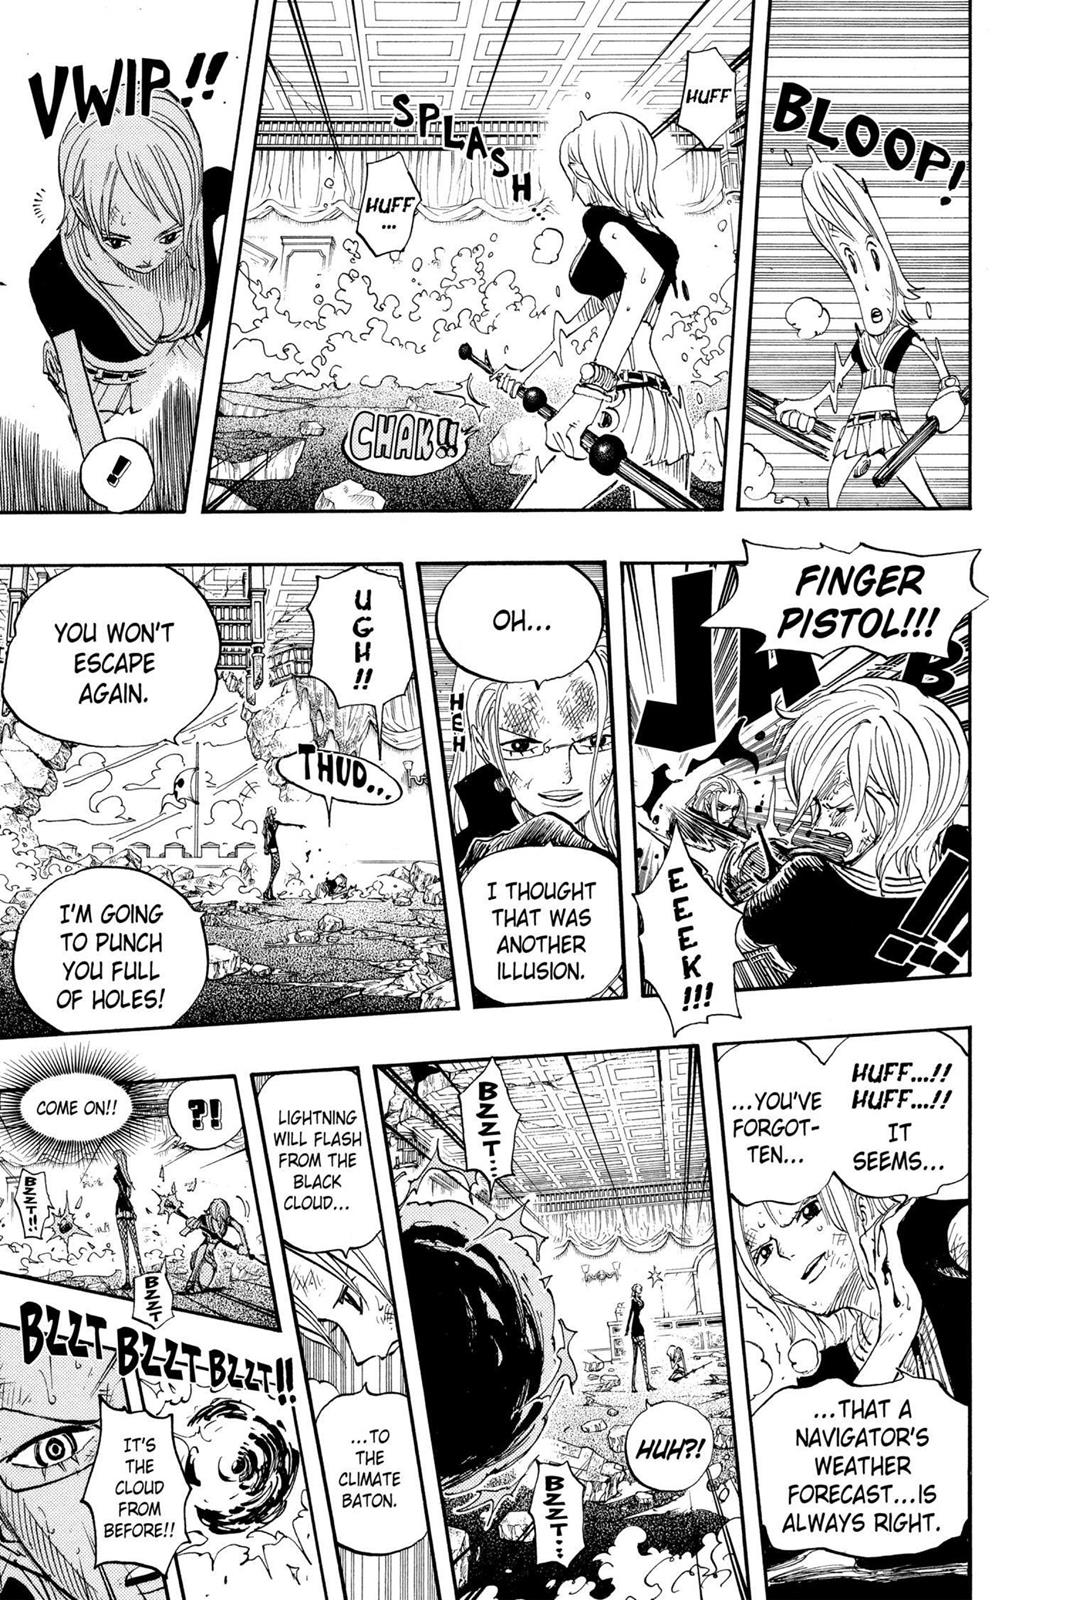 BLOOP!
HUFF
SPLASH...
HUFF
...
CHAK!!
VWIP!!
!
FINGER
PISTOL!!!
JAB
EEEK!!!
OH...
HEH
I THOUGHT
THAT WAS
ANOTHER
ILLUSION.
UGH!!
THUD...
YOU WON'T
ESCAPE
AGAIN.
I'M GOING
TO PUNCH
YOU FULL
OF HOLES!
HUFF...!!
HUFF...!!
IT
SEEMS...
...YOU'VE
FORGOT-
TEN...
...THAT A
NAVIGATOR'S
WEATHER
FORECAST...IS
ALWAYS RIGHT.
BZZT...
HUH?!
BZZT...
LIGHTNING
WILL FLASH
FROM THE
BLACK
CLOUD...
...TO
THE
CLIMATE
BATON.
?!
COME ON!!
BZZT!!
BZZT
BZZT-BZZT-BZZT!!
IT'S
THE
CLOUD
FROM
BEFORE!!